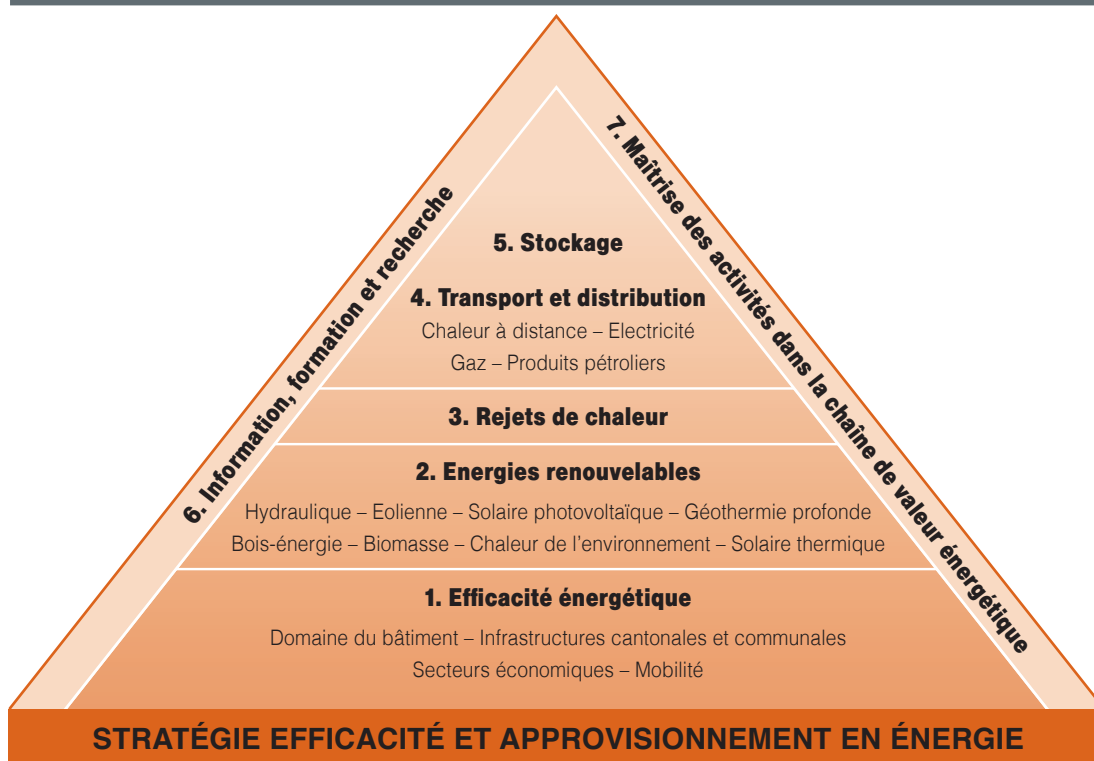 5. Stockage
4. Transport et distribution
Chaleur à distance – Electricité
Gaz – Produits pétroliers
3. Rejets de chaleur
2. Energies renouvelables
Hydraulique – Eolienne – Solaire photovoltaïque – Géothermie profonde
Bois-énergie – Biomasse – Chaleur de l’environnement – Solaire thermique
1. Efficacité énergétique
Domaine du bâtiment – Infrastructures cantonales et communales
Secteurs économiques – Mobilité
6. Information, formation et recherche
7. Maîtrise des activités dans la chaîne de valeur énergétique
STRATÉGIE EFFICACITÉ ET APPROVISIONNEMENT EN ÉNERGIE